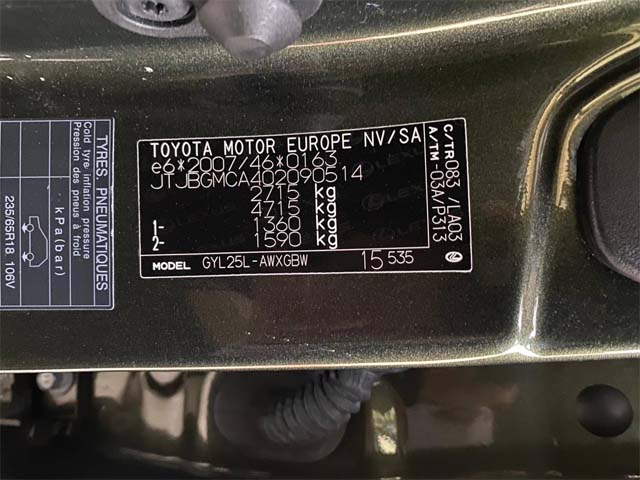 TOYOTA MOTOR EUROPE NV/SA
e6*2007/46*0163
JTJBGMCA402090514
2715 kg
4715 kg
1- 1360 kg
2- 1590 kg
MODEL GYL25L-AWXGBW 15 535
C/TR 083 /LA03
A/TM -03A/P313
TYRES, PNEUMATIQUES
Cold tyre inflation pressure
Pression des pneus à froid
kPa(bar)
235/65R18 106V